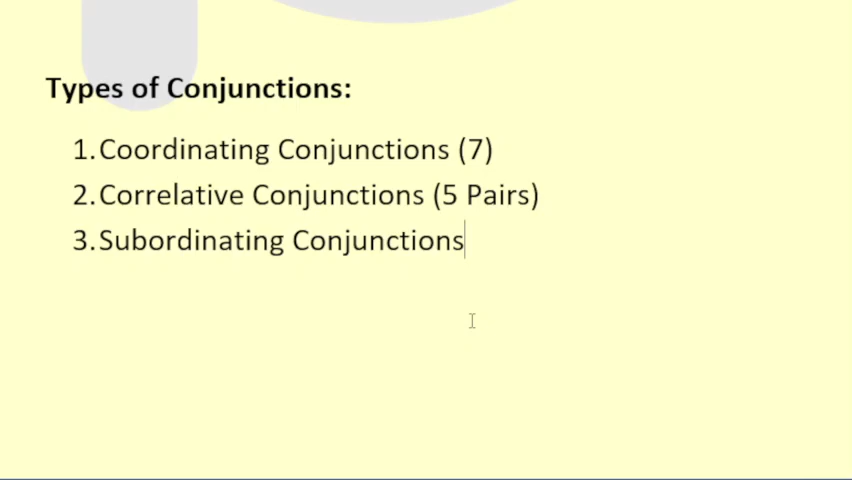 Types of Conjunctions:
1.Coordinating Conjunctions (7)
2.Correlative Conjunctions (5 Pairs)
3.Subordinating Conjunctions